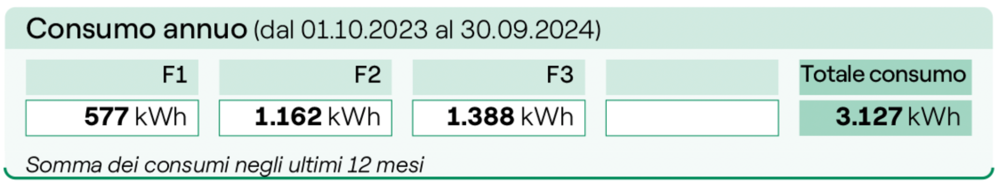 Consumo annuo (dal 01.10.2023 al 30.09.2024)
F1 F2 F3 Totale consumo
577 kWh 1.162 kWh 1.388 kWh 3.127 kWh
Somma dei consumi negli ultimi 12 mesi